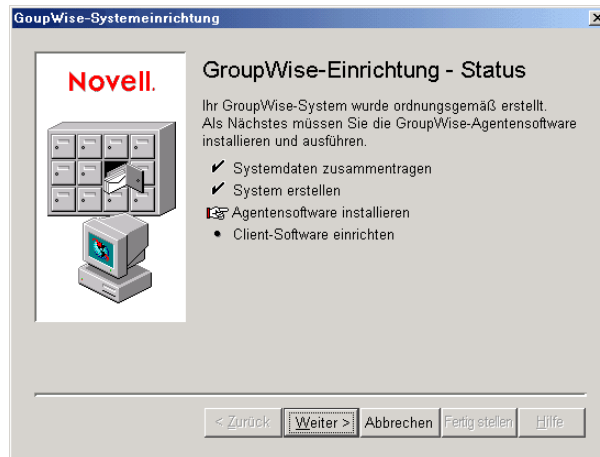 GoupWise-Systemeinrichtung
Novell.
GroupWise-Einrichtung - Status
Ihr GroupWise-System wurde ordnungsgemäß erstellt.
Als Nächstes müssen Sie die GroupWise-Agentensoftware
installieren und ausführen.
Systemdaten zusammentragen
System erstellen
Agentensoftware installieren
• Client-Software einrichten
< Zurück
Weiter >
Abbrechen
Fertig stellen
Hilfe